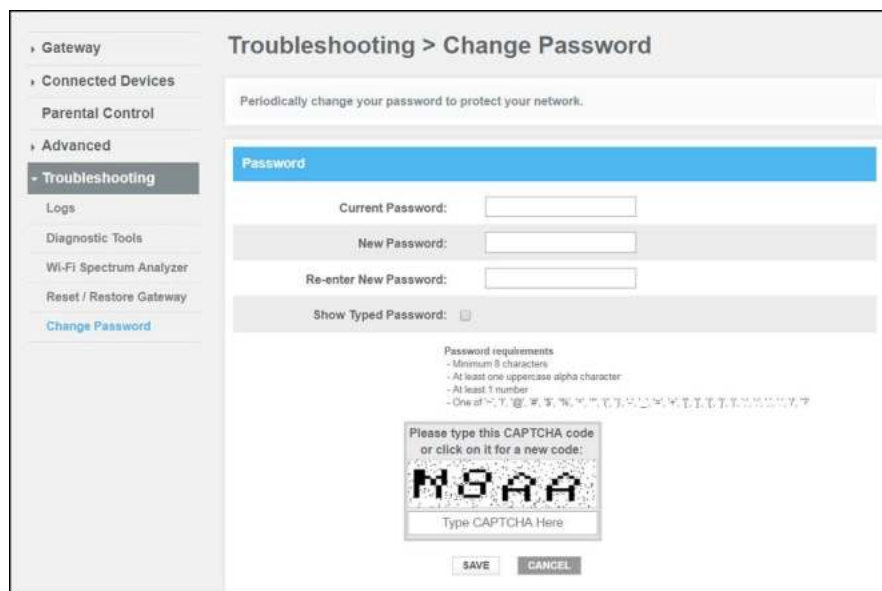 Gateway
Connected Devices
Parental Control
Advanced
Troubleshooting
Logs
Diagnostic Tools
Wi-Fi Spectrum Analyzer
Reset / Restore Gateway
Change Password
Troubleshooting > Change Password
Periodically change your password to protect your network.
Password
Current Password:
New Password:
Re-enter New Password:
Show Typed Password:
Password requirements
- Minimum 8 characters
- At least one uppercase alpha character
- At least 1 number
- One of
Please type this CAPTCHA code
or click on it for a new code:
M8AA
Type CAPTCHA Here
SAVE
CANCEL